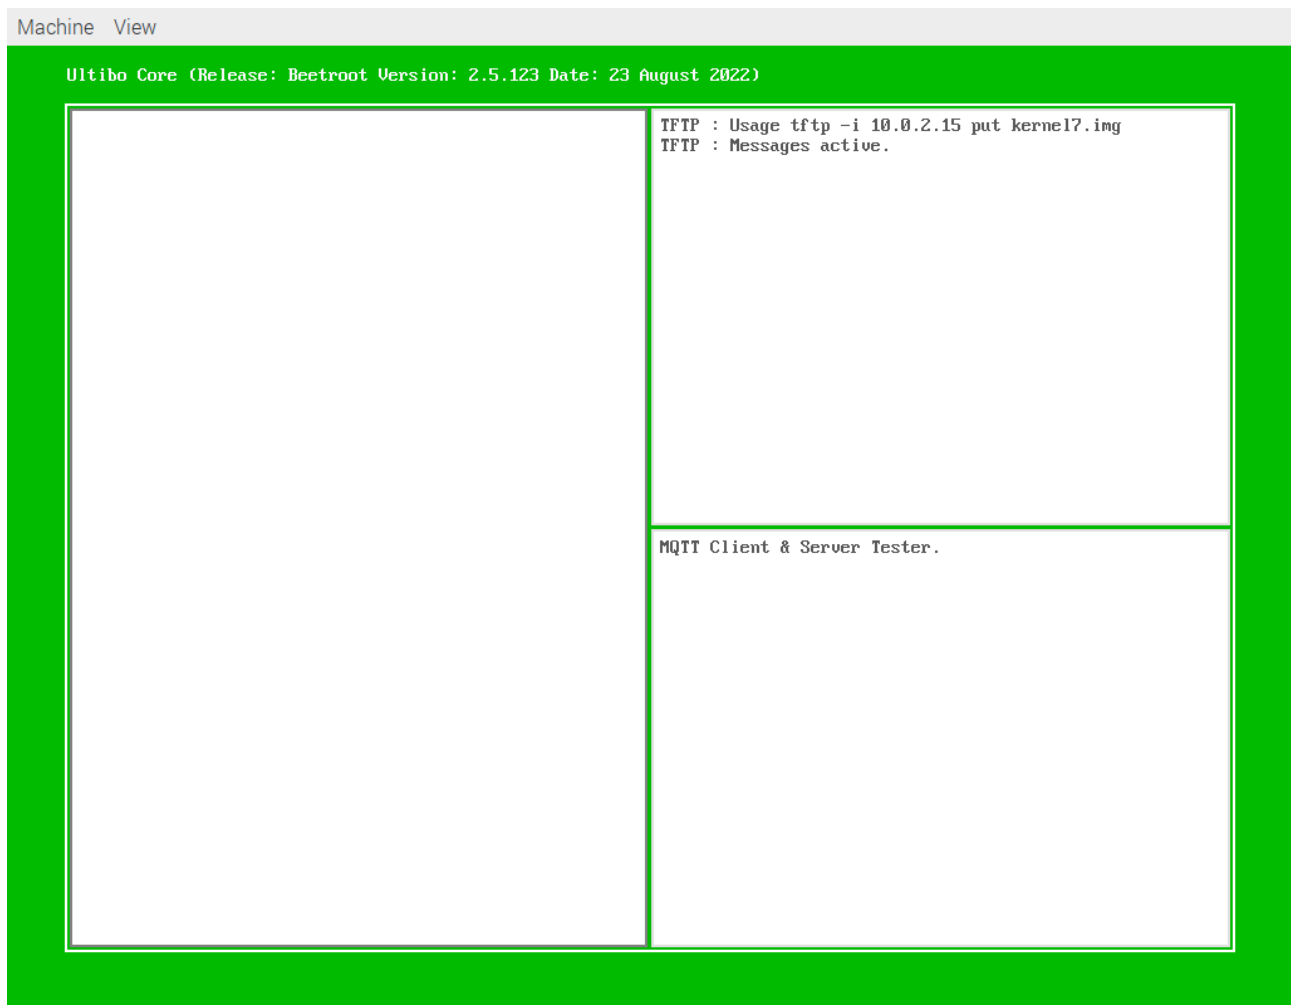 Machine View
Ultibo Core (Release: Beetroot Version: 2.5.123 Date: 23 August 2022)
TFTP : Usage tftp -i 10.0.2.15 put kernel7.img
TFTP : Messages active.
MQTT Client & Server Tester.